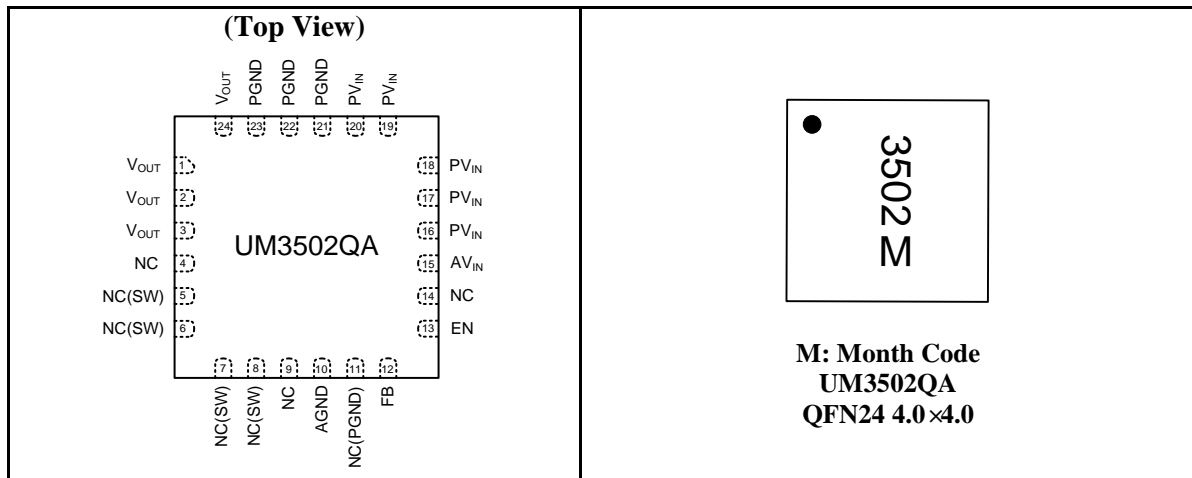 (Top View)
VOUT
PGND
PGND
PGND
PVIN
PVIN
24
23
22
21
20
19
VOUT 1
VOUT 2
VOUT 3
NC 4
NC(SW) 5
NC(SW) 6
18 PVIN
17 PVIN
16 PVIN
15 AVIN
14 NC
13 EN
UM3502QA
7
8
9
10
11
12
NC(SW)
NC(SW)
NC
AGND
NC(PGND)
FB
3502 M
M: Month Code
UM3502QA
QFN24 4.0×4.0